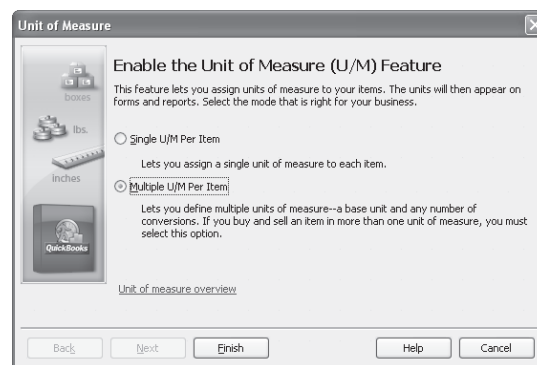 Unit of Measure
Enable the Unit of Measure (U/M) Feature
This feature lets you assign units of measure to your items. The units will then appear on
forms and reports. Select the mode that is right for your business.
boxes
lbs.
inches
QuickBooks
Single U/M Per Item
Lets you assign a single unit of measure to each item.
Multiple U/M Per Item
Lets you define multiple units of measure--a base unit and any number of
conversions. If you buy and sell an item in more than one unit of measure, you must
select this option.
Unit of measure overview
Back Next Finish Help Cancel